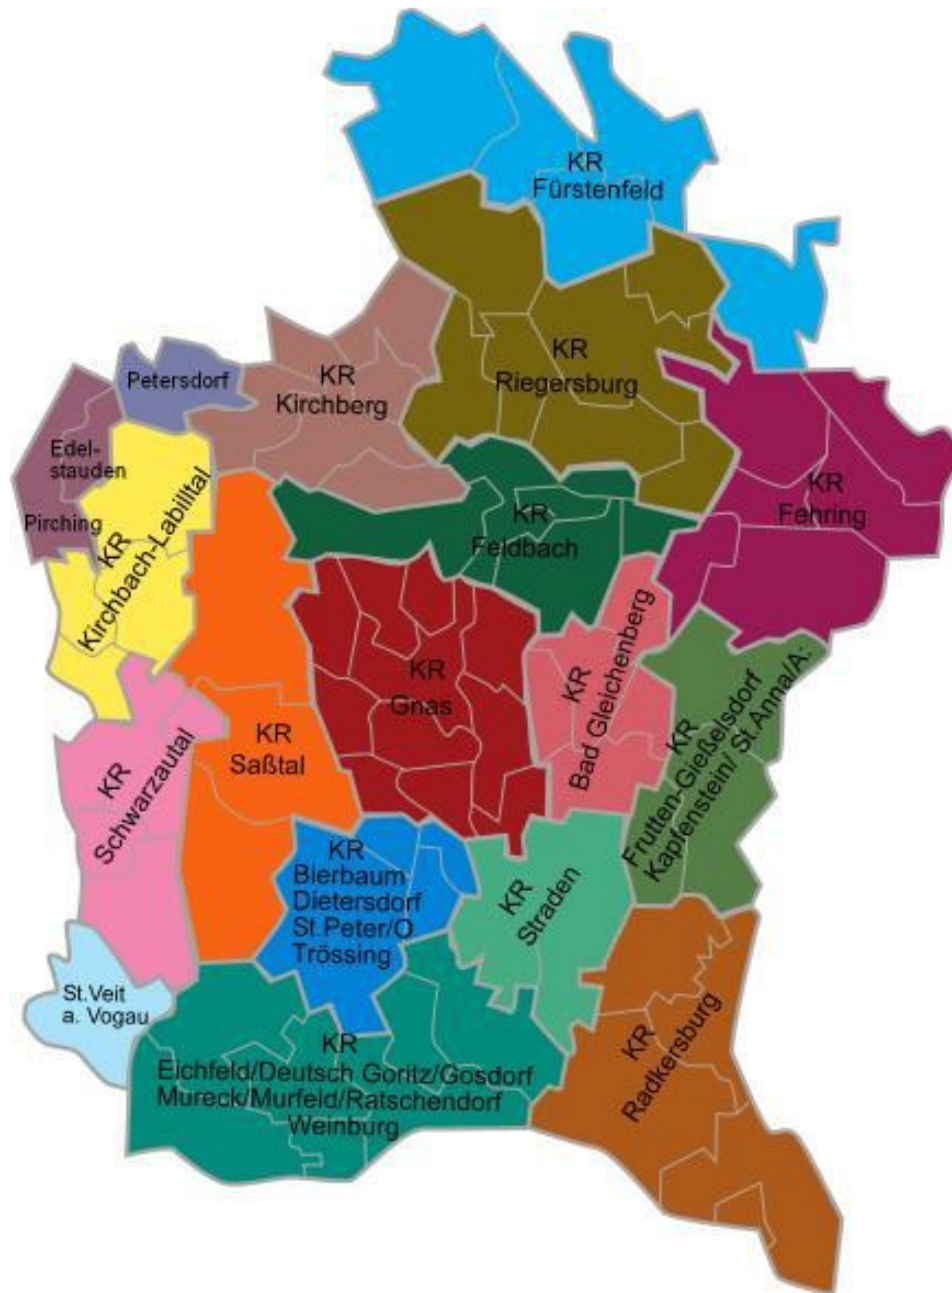 KR
Fürstenfeld
KR
Riegersburg
KR
Kirchberg
Petersdorf
Edel-
stauden
Pirching
KR
Kirchbach-Labilltal
KR
Feldbach
KR
Fehring
KR
Gnas
KR
Bad Gleichenberg
KR
Frutten-Gießelsdorf
Kapfenstein/ St.Anna/A.
KR
Saßtal
KR
Schwarzautal
KR
Bierbaum
Dietersdorf
St.Peter/O
Trössing
KR
Straden
St.Veit
a. Vogau
KR
Eichfeld/Deutsch Goritz/Gosdorf
Mureck/Murfeld/Ratschendorf
Weinburg
KR
Radkersburg